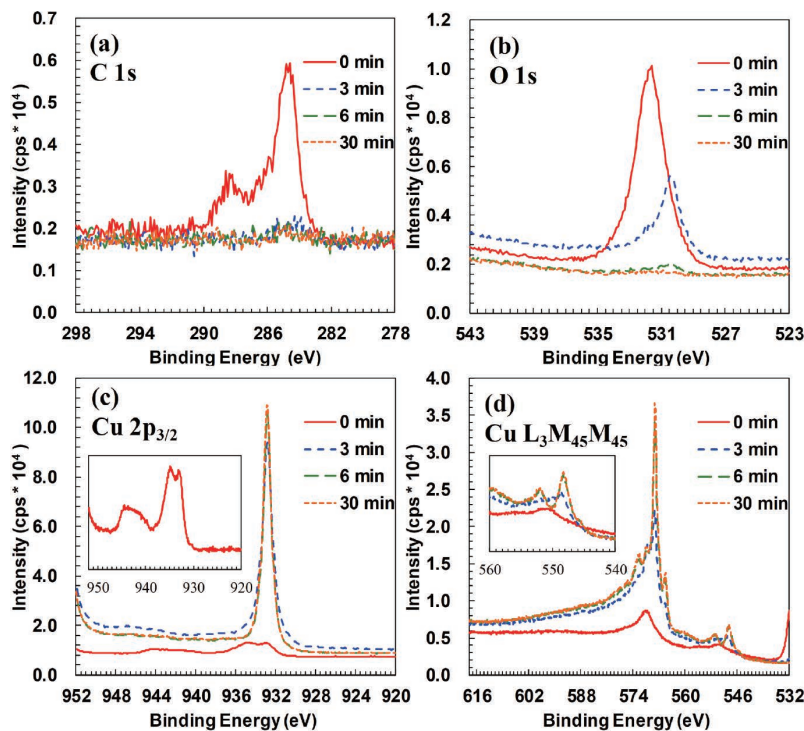 (a)
C 1s
0 min
3 min
6 min
30 min
Intensity (cps * 10⁴)
0.7
0.6
0.5
0.4
0.3
0.2
0.1
0.0
298 294 290 286 282 278
Binding Energy (eV)
(b)
O 1s
0 min
3 min
6 min
30 min
Intensity (cps * 10⁴)
1.2
1.0
0.8
0.6
0.4
0.2
0.0
543 539 535 531 527 523
Binding Energy (eV)
(c)
Cu 2p₃/₂
0 min
3 min
6 min
30 min
Intensity (cps * 10⁴)
12.0
10.0
8.0
6.0
4.0
2.0
0.0
950 940 930 920
952 948 944 940 936 932 928 924 920
Binding Energy (eV)
(d)
Cu L₃M₄₅M₄₅
0 min
3 min
6 min
30 min
Intensity (cps * 10⁴)
4.0
3.5
3.0
2.5
2.0
1.5
1.0
0.5
0.0
560 550 540
616 602 588 574 560 546 532
Binding Energy (eV)